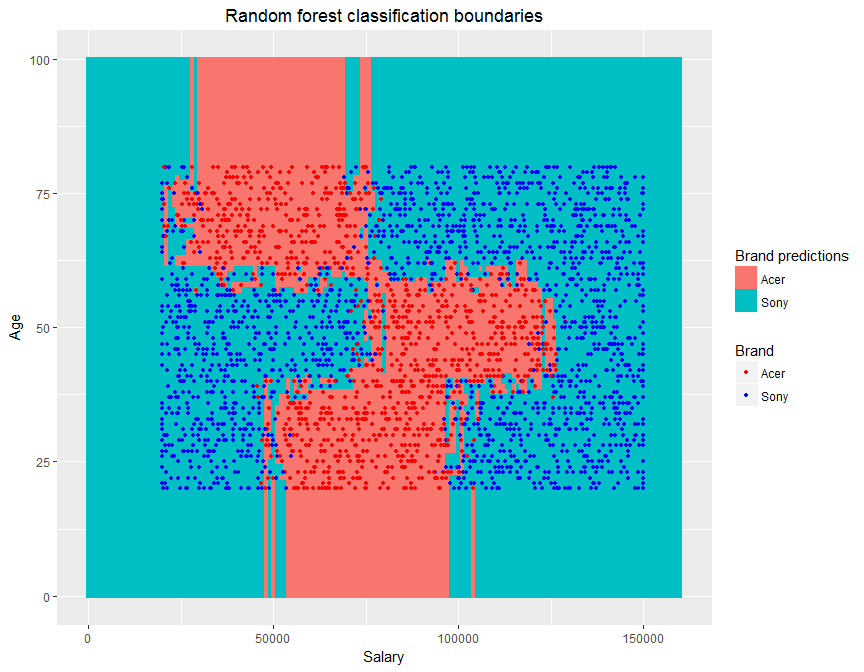 Random forest classification boundaries
100
75
50
25
0
Age
0
50000
100000
150000
Salary
Brand predictions
Acer
Sony
Brand
Acer
Sony